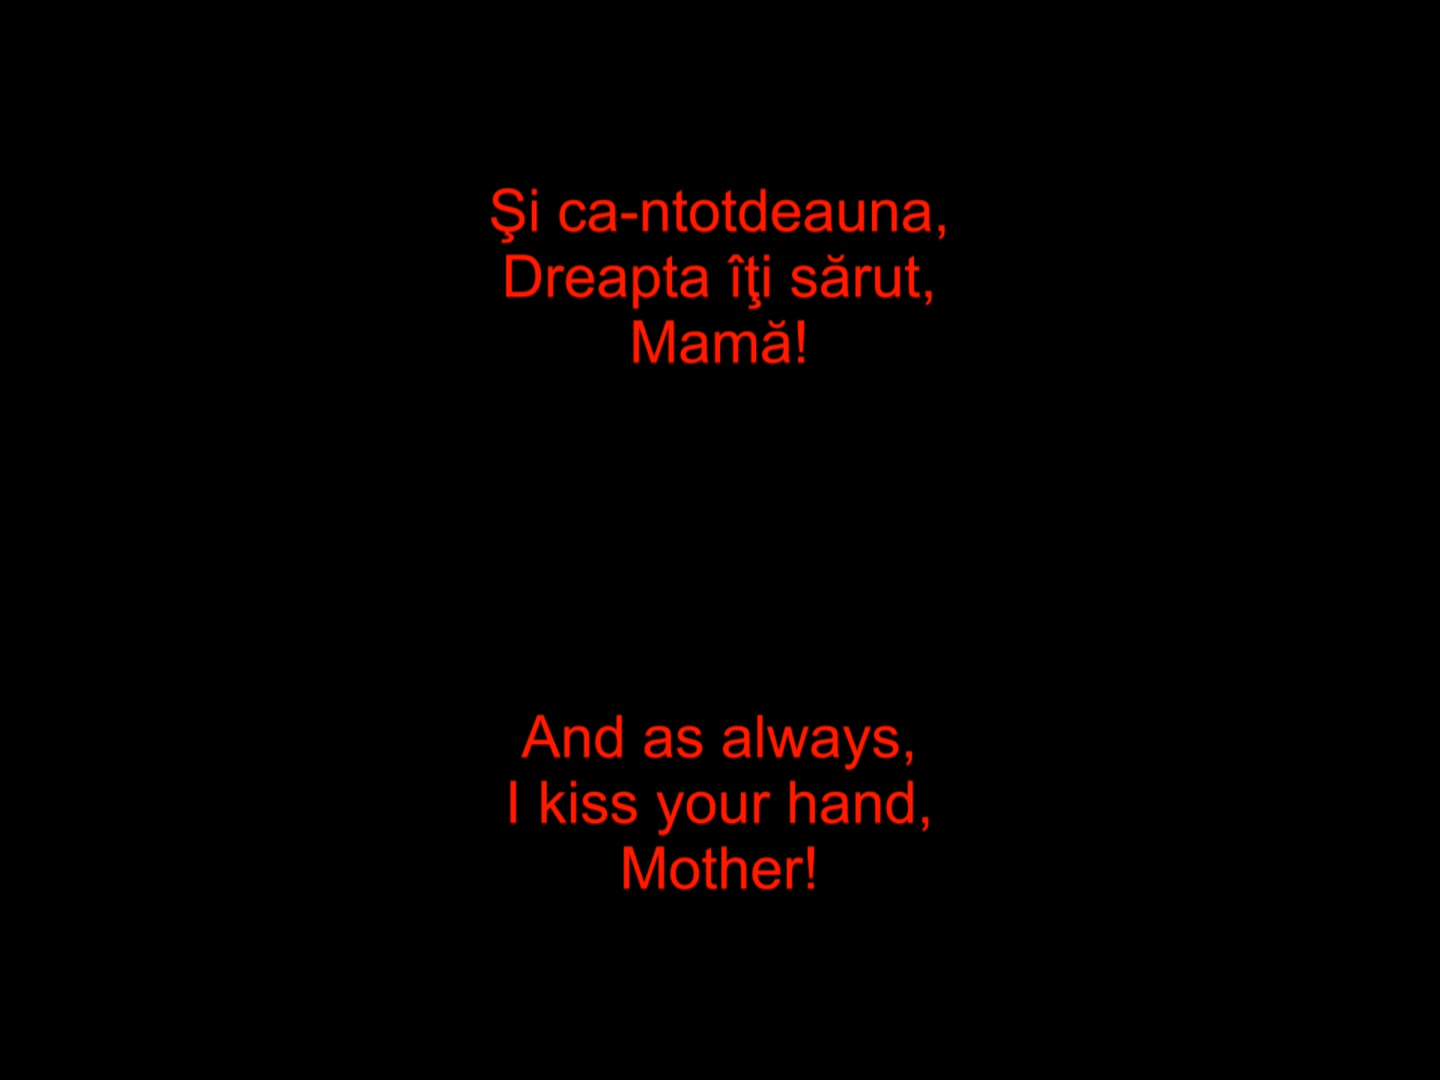 Şi ca-ntotdeauna,
Dreapta îţi sărut,
Mamă!
And as always,
I kiss your hand,
Mother!